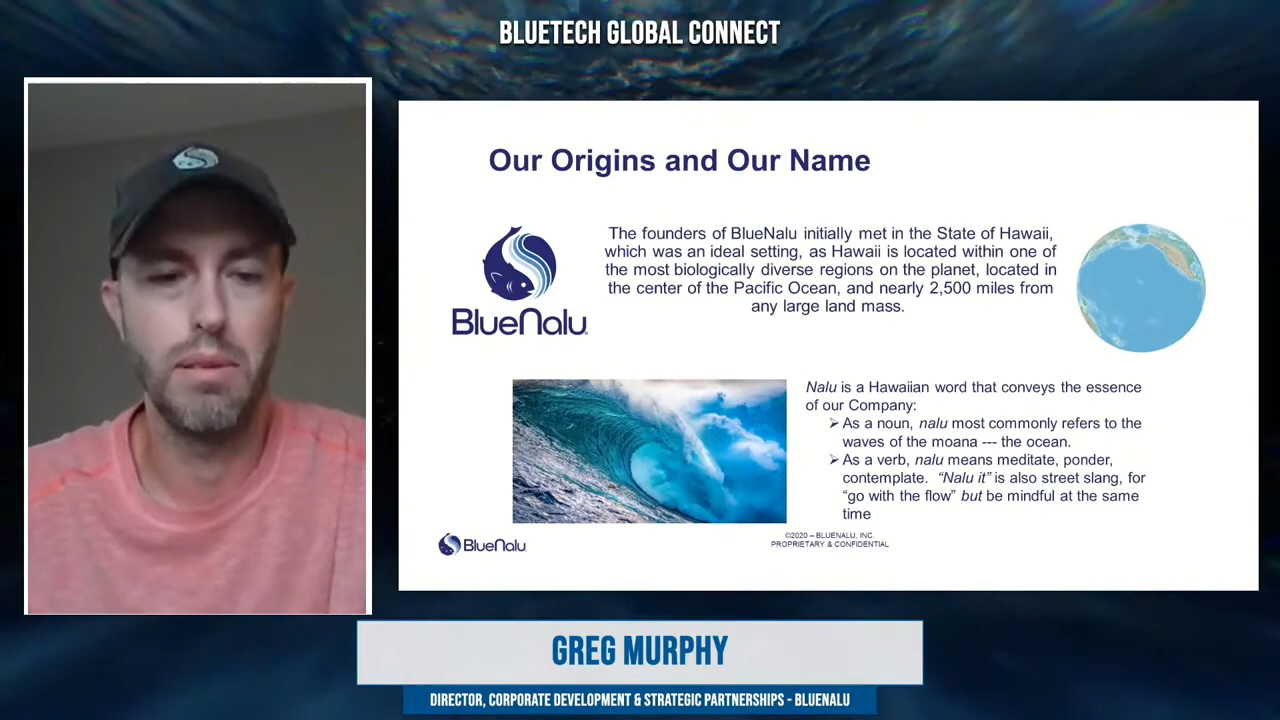 BLUETECH GLOBAL CONNECT
Our Origins and Our Name
The founders of BlueNalu initially met in the State of Hawaii,
which was an ideal setting, as Hawaii is located within one of
the most biologically diverse regions on the planet, located in
the center of the Pacific Ocean, and nearly 2,500 miles from
any large land mass.
BlueNalu
Nalu is a Hawaiian word that conveys the essence
of our Company:
➢ As a noun, nalu most commonly refers to the
waves of the moana --- the ocean.
➢ As a verb, nalu means meditate, ponder,
contemplate. “Nalu it” is also street slang, for
“go with the flow” but be mindful at the same
time
BlueNalu
©2020 – BLUENALU, INC.
PROPRIETARY & CONFIDENTIAL
GREG MURPHY
DIRECTOR, CORPORATE DEVELOPMENT & STRATEGIC PARTNERSHIPS - BLUENALU